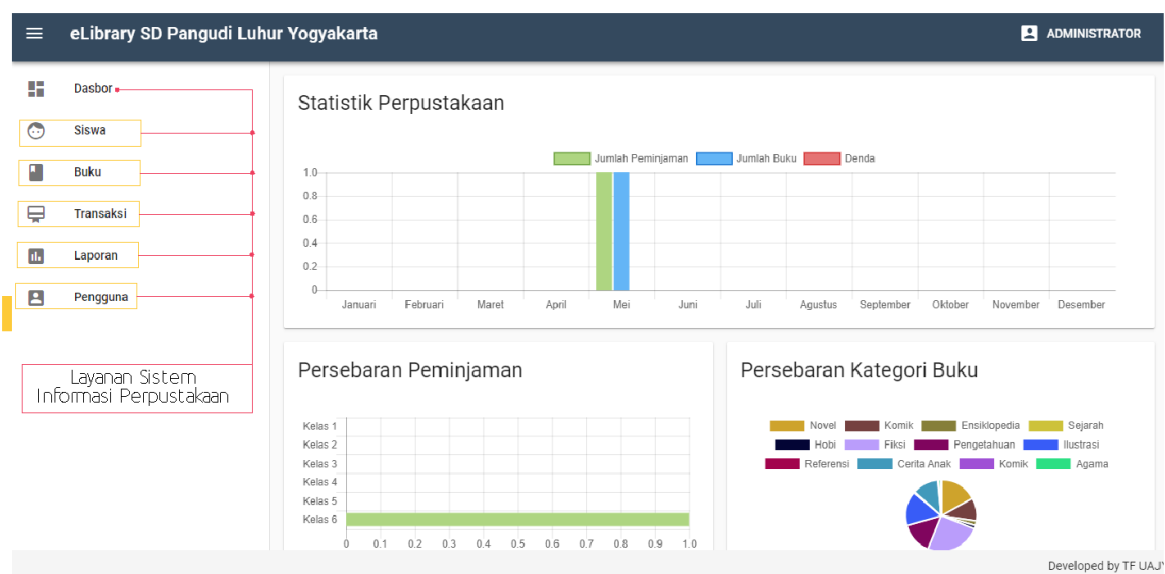 eLibrary SD Pangudi Luhur Yogyakarta
ADMINISTRATOR
Dasbor
Siswa
Buku
Transaksi
Laporan
Pengguna
Layanan Sistem
Informasi Perpustakaan
Statistik Perpustakaan
Jumlah Peminjaman Jumlah Buku Denda
1.0
0.8
0.6
0.4
0.2
0
Januari Februari Maret April Mei Juni Juli Agustus September Oktober November Desember
Persebaran Peminjaman
Kelas 1
Kelas 2
Kelas 3
Kelas 4
Kelas 5
Kelas 6
0 0.1 0.2 0.3 0.4 0.5 0.6 0.7 0.8 0.9 1.0
Persebaran Kategori Buku
Novel Komik Ensiklopedia Sejarah
Hobi Fiksi Pengetahuan Ilustrasi
Referensi Cerita Anak Komik Agama
Developed by TF UAJY